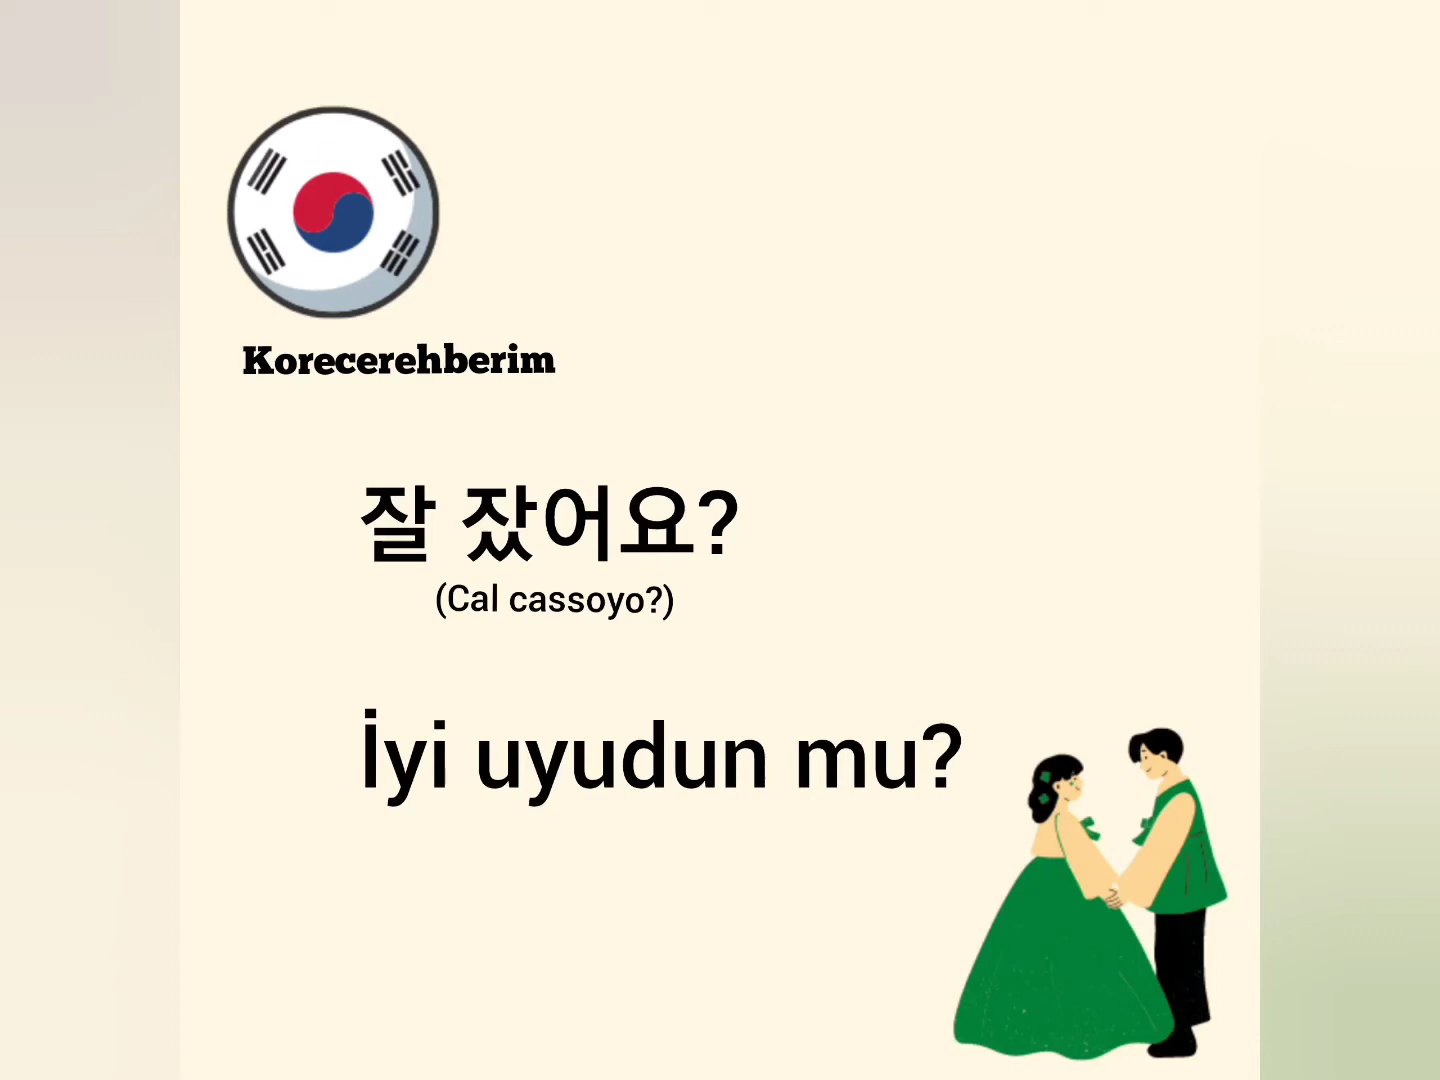 Korecerehberim
잘 잤어요?
(Cal cassoyo?)
İyi uyudun mu?